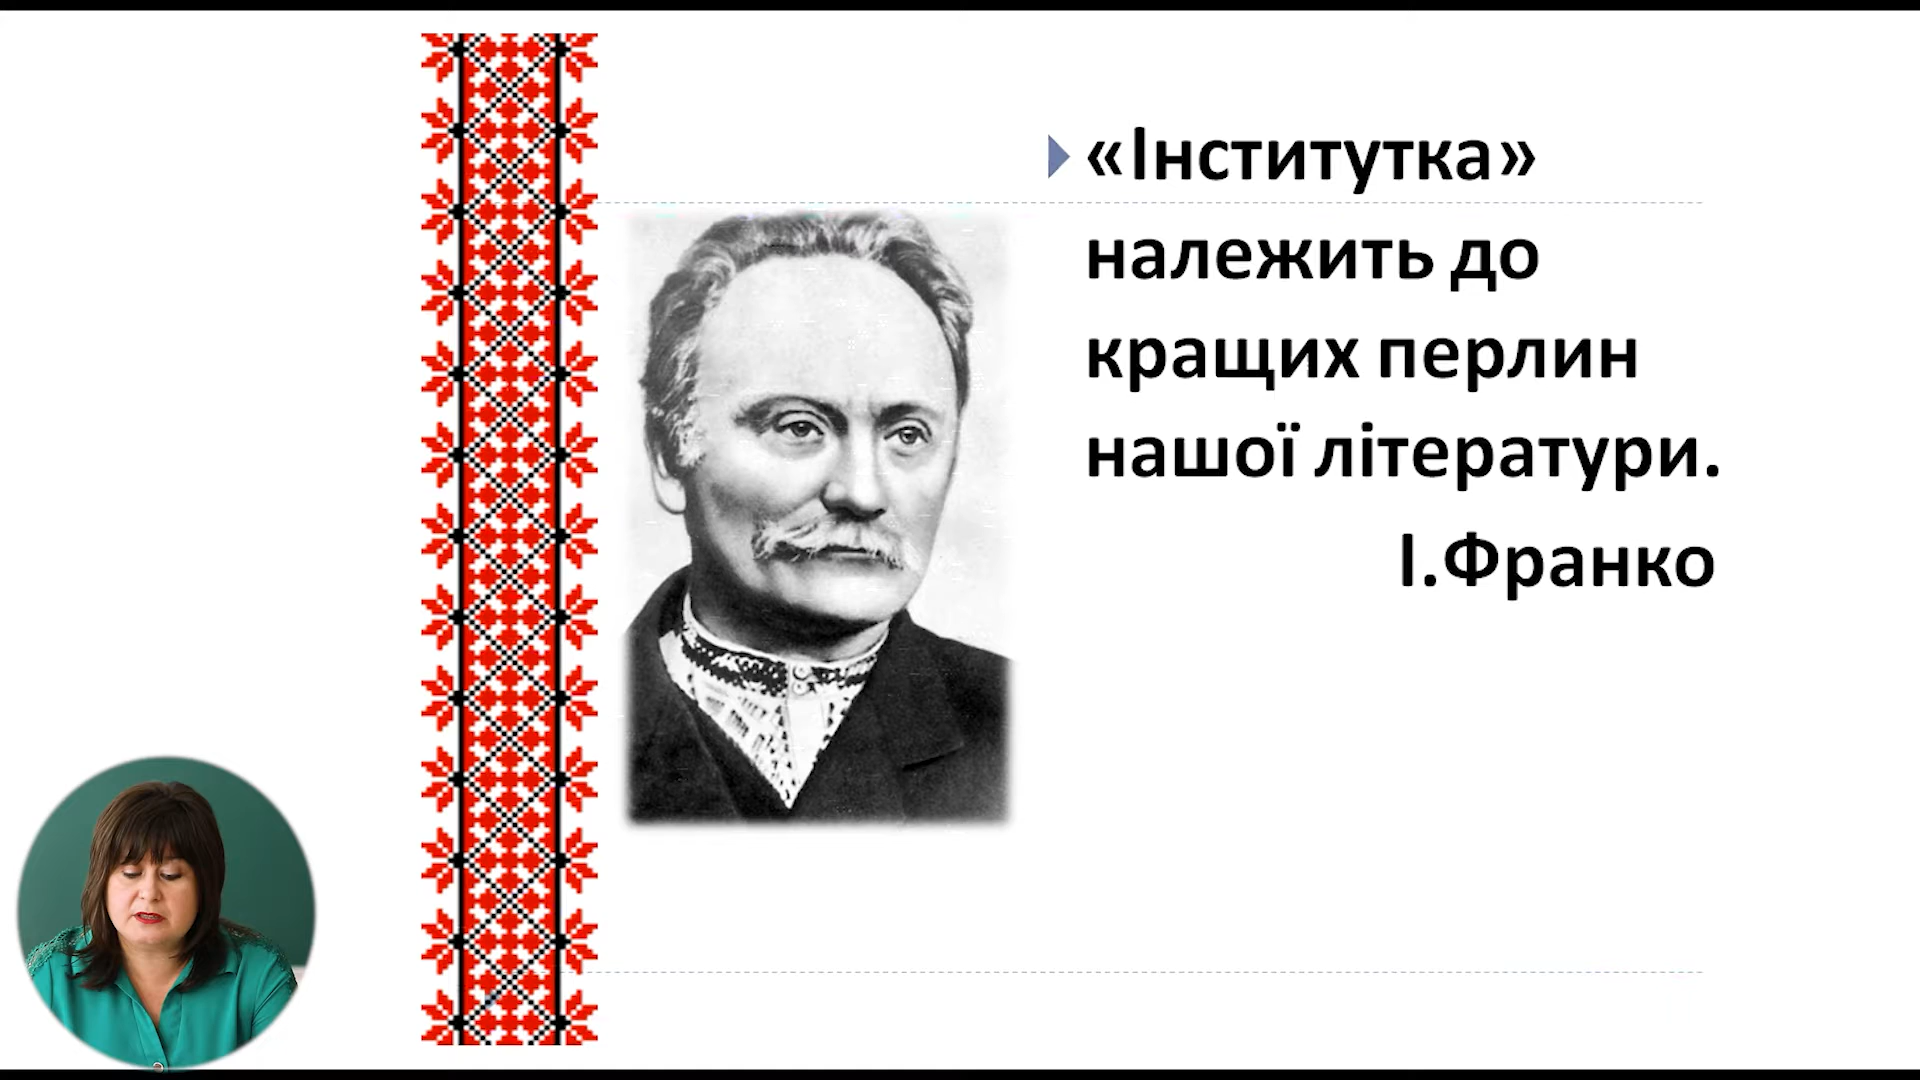 «Інститутка»
належить до
кращих перлин
нашої літератури.
І.Франко